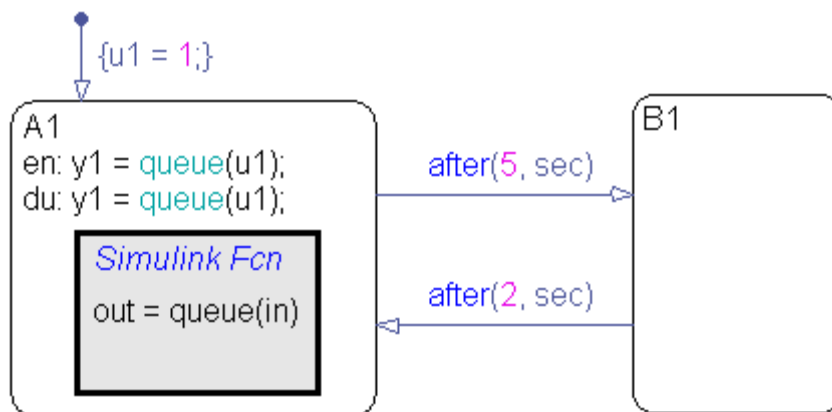 {u1 = 1;}
A1
en: y1 = queue(u1);
du: y1 = queue(u1);
Simulink Fcn
out = queue(in)
after(5, sec)
after(2, sec)
B1